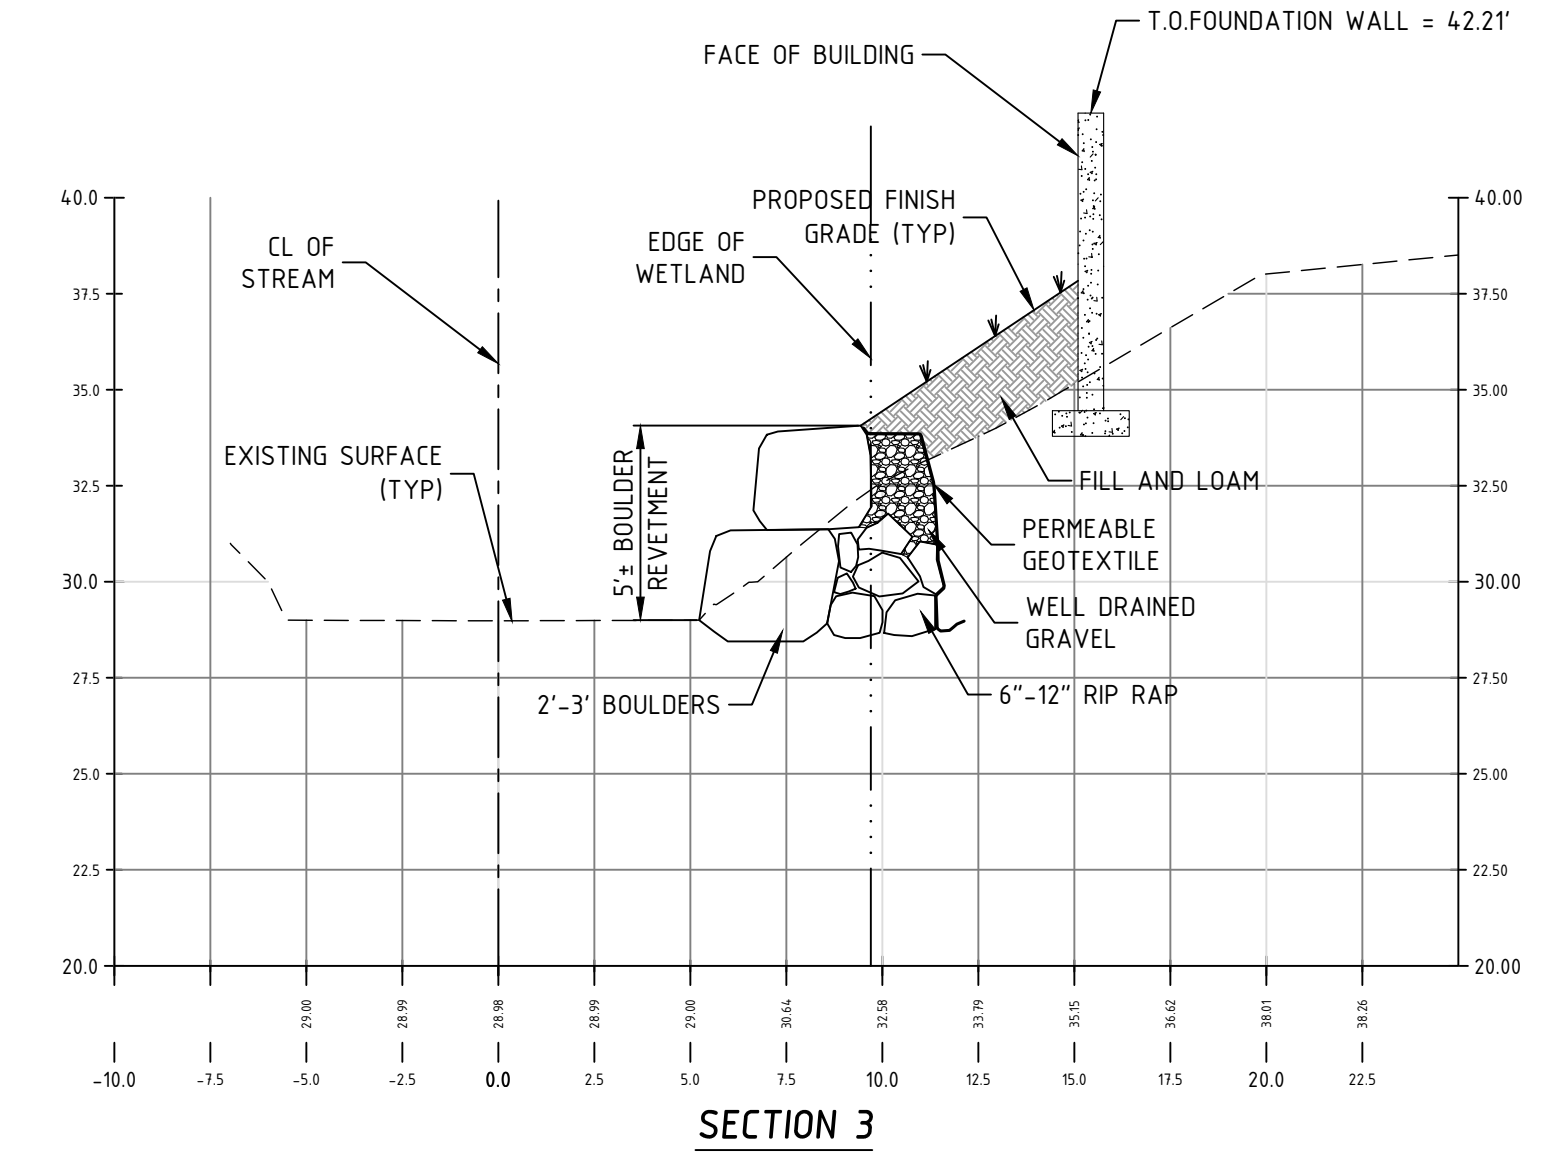 T.O.FOUNDATION WALL = 42.21'
FACE OF BUILDING
PROPOSED FINISH
GRADE (TYP)
EDGE OF
WETLAND
CL OF
STREAM
EXISTING SURFACE
(TYP)
5'± BOULDER
REVETMENT
FILL AND LOAM
PERMEABLE
GEOTEXTILE
WELL DRAINED
GRAVEL
6"-12" RIP RAP
2'-3' BOULDERS
40.0
37.5
35.0
32.5
30.0
27.5
25.0
22.5
20.0
40.00
37.50
35.00
32.50
30.00
27.50
25.00
22.50
20.00
29.00
28.99
28.98
28.99
29.00
30.64
32.58
33.79
35.15
36.62
38.01
38.26
-10.0
-7.5
-5.0
-2.5
0.0
2.5
5.0
7.5
10.0
12.5
15.0
17.5
20.0
22.5
SECTION 3